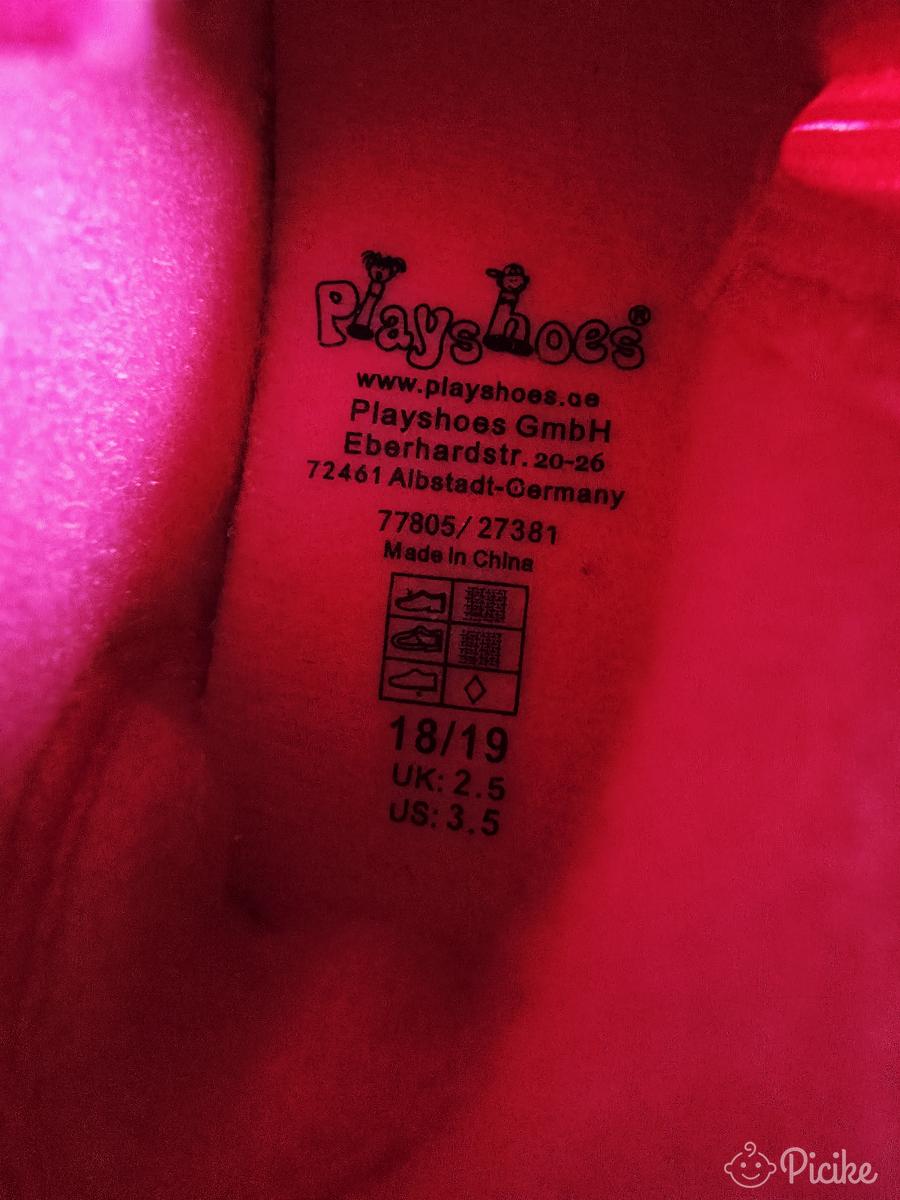 Playshoes®
www.playshoes.de
Playshoes GmbH
Eberhardstr. 20-26
72461 Albstadt-Germany
77805/27381
Made in China
18/19
UK: 2.5
US: 3.5
Picike